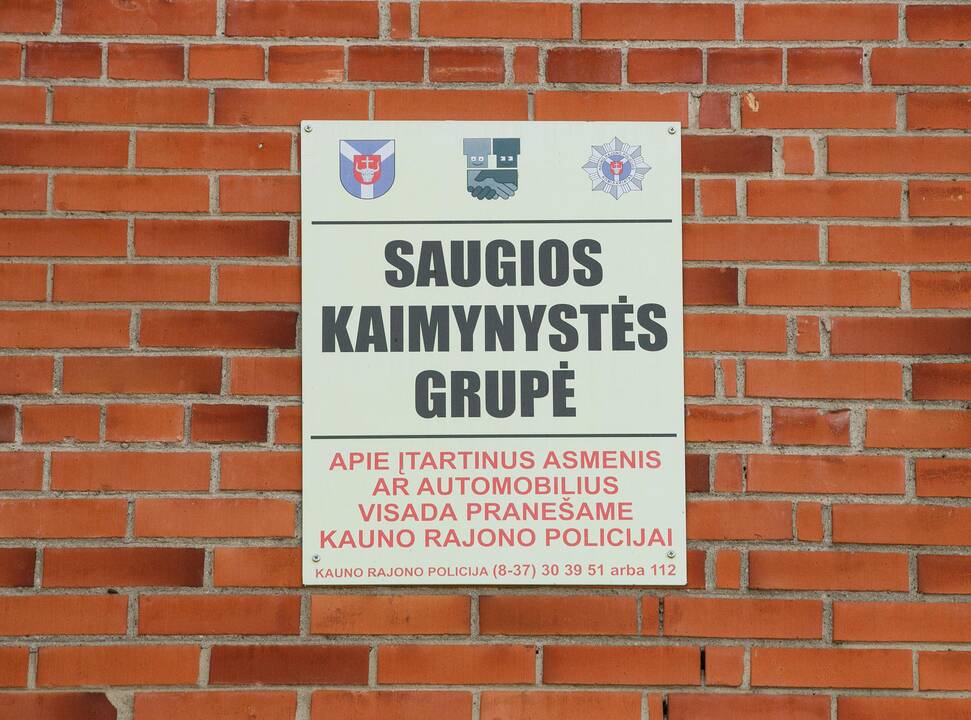 SAUGIOS
KAIMYNYSTĖS
GRUPĖ
APIE ĮTARTINUS ASMENIS
AR AUTOMOBILIUS
VISADA PRANEŠAME
KAUNO RAJONO POLICIJAI
KAUNO RAJONO POLICIJA (8-37) 30 39 51 arba 112